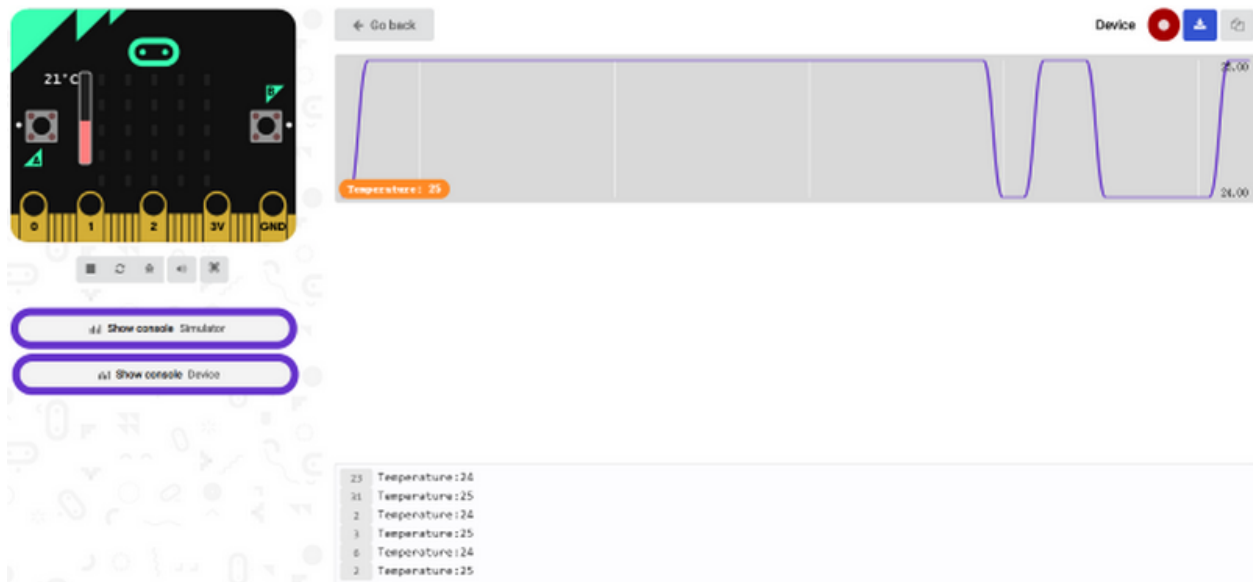 ← Go back
Device
21°C
B
A
0 1 2 3V GND
25.00
Temperature: 25
24.00
Show console Simulator
Show console Device
23 Temperature:24
31 Temperature:25
2 Temperature:24
3 Temperature:25
6 Temperature:24
2 Temperature:25